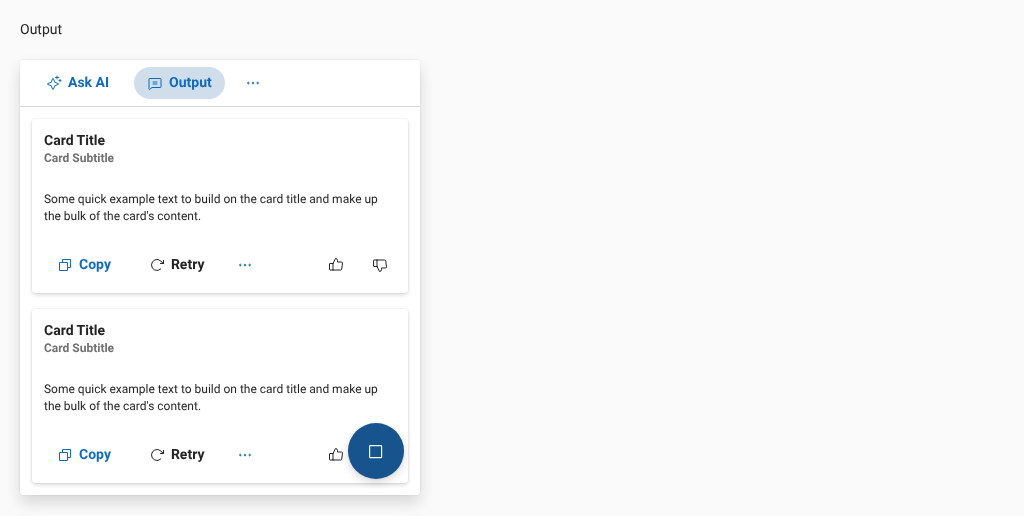 Output
Ask AI Output
Card Title
Card Subtitle
Some quick example text to build on the card title and make up
the bulk of the card's content.
Copy Retry
Card Title
Card Subtitle
Some quick example text to build on the card title and make up
the bulk of the card's content.
Copy Retry